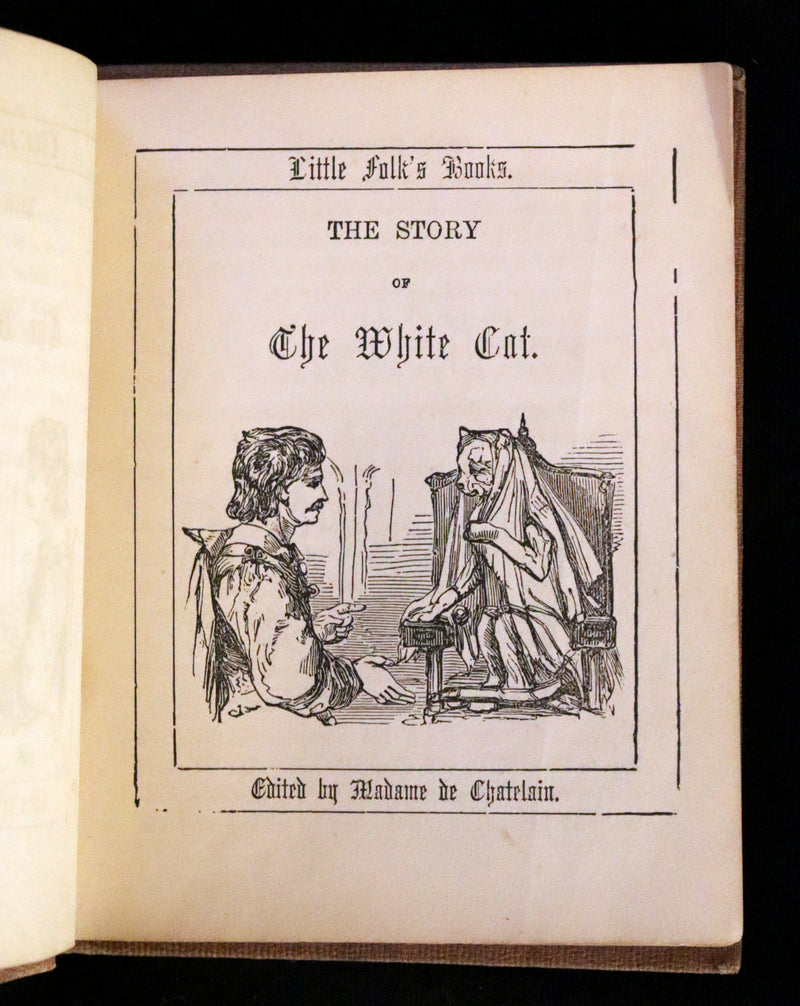 Little Folk's Books.
THE STORY
OF
The White Cat.
Edited by Madame de Chatelain.